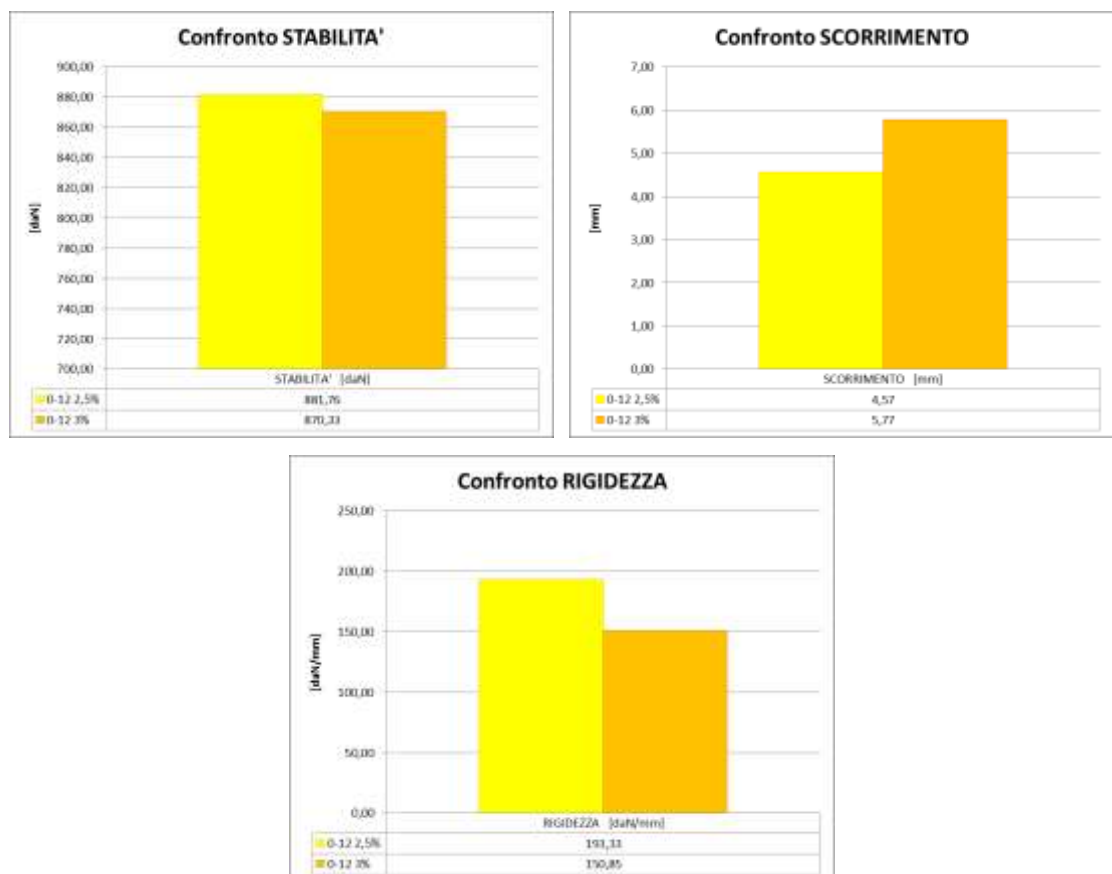 Confronto STABILITA'
900,00
880,00
860,00
840,00
820,00
800,00
780,00
760,00
740,00
720,00
700,00
[daN]
STABILITA' [daN]
0-12 2,5% 881,76
0-12 3% 870,33
Confronto SCORRIMENTO
7,00
6,00
5,00
4,00
3,00
2,00
1,00
0,00
[mm]
SCORRIMENTO [mm]
0-12 2,5% 4,57
0-12 3% 5,77
Confronto RIGIDEZZA
250,00
200,00
150,00
100,00
50,00
0,00
[daN/mm]
RIGIDEZZA [daN/mm]
0-12 2,5% 193,33
0-12 3% 150,85